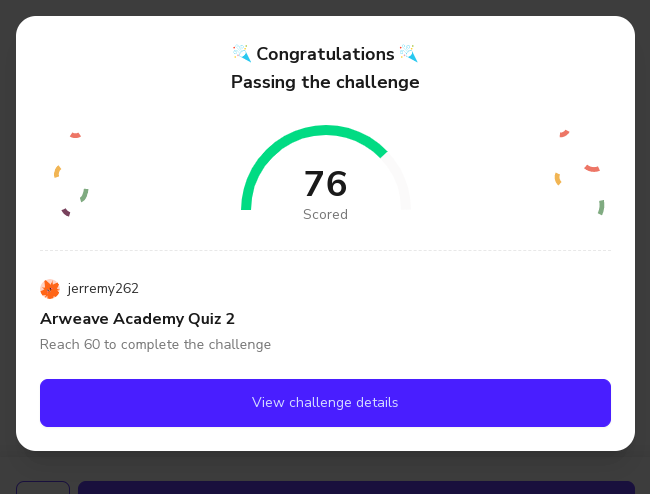 Congratulations
Passing the challenge
76
Scored
jerremy262
Arweave Academy Quiz 2
Reach 60 to complete the challenge
View challenge details